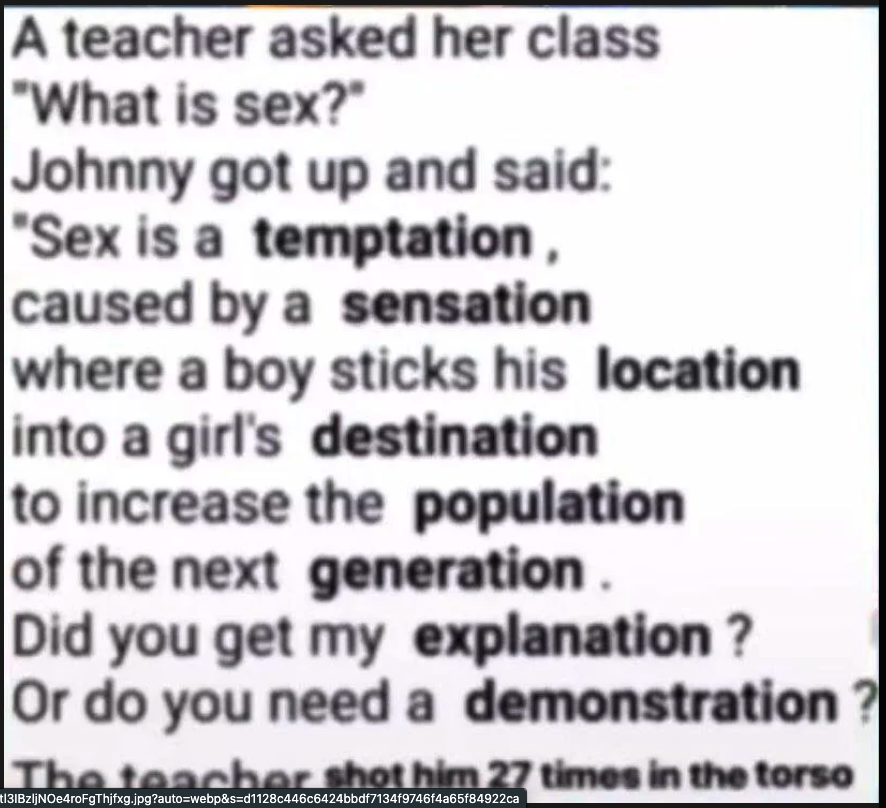 A teacher asked her class
"What is sex?"
Johnny got up and said:
"Sex is a temptation ,
caused by a sensation
where a boy sticks his location
into a girl's destination
to increase the population
of the next generation .
Did you get my explanation ?
Or do you need a demonstration ?
The teacher shot him 27 times in the torso
tl3lBzljNOe4roFgThjfxg.jpg?auto=webp&s=d1128c446c6424bbdf7134f9746f4a65f84922ca